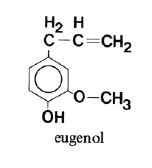 H₂ H
C—C=CH₂
O—CH₃
OH
eugenol